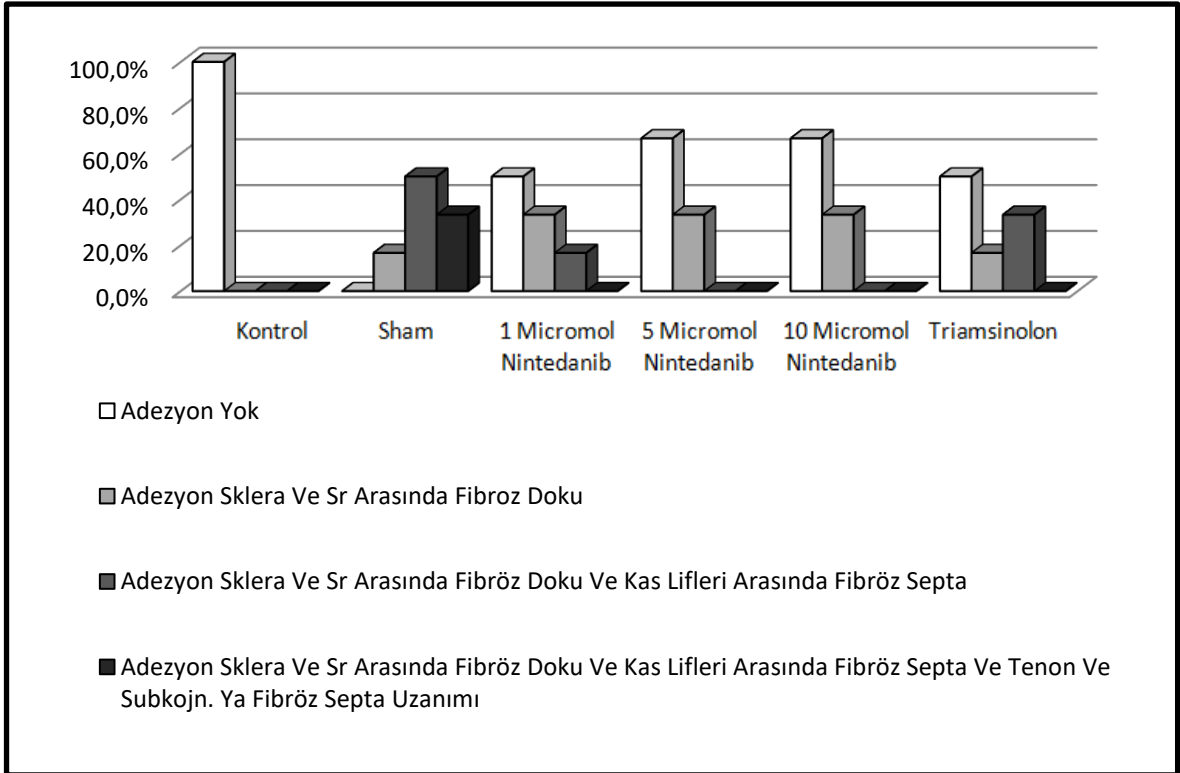 100,0%
80,0%
60,0%
40,0%
20,0%
0,0%
Kontrol
Sham
1 Micromol
Nintedanib
5 Micromol
Nintedanib
10 Micromol
Nintedanib
Triamsinolon
Adezyon Yok
Adezyon Sklera Ve Sr Arasında Fibroz Doku
Adezyon Sklera Ve Sr Arasında Fibröz Doku Ve Kas Lifleri Arasında Fibröz Septa
Adezyon Sklera Ve Sr Arasında Fibröz Doku Ve Kas Lifleri Arasında Fibröz Septa Ve Tenon Ve
Subkojn. Ya Fibröz Septa Uzanımı